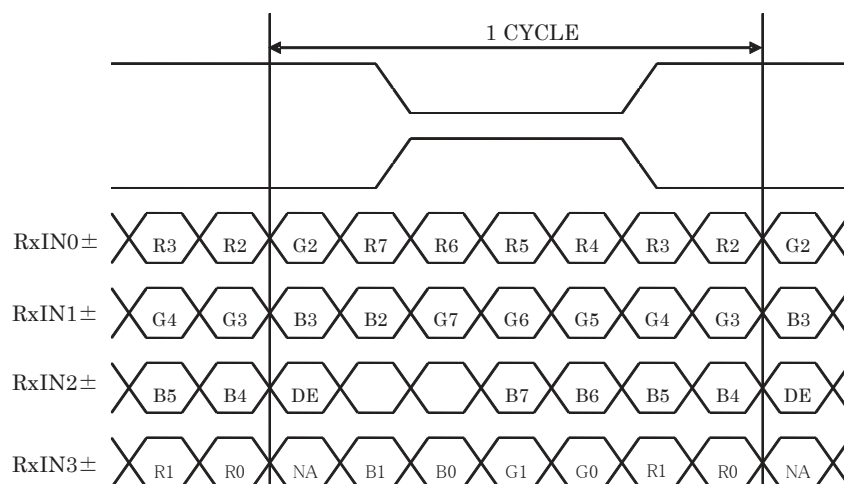 1 CYCLE
RxIN0± R3 R2 G2 R7 R6 R5 R4 R3 R2 G2
RxIN1± G4 G3 B3 B2 G7 G6 G5 G4 G3 B3
RxIN2± B5 B4 DE B7 B6 B5 B4 DE
RxIN3± R1 R0 NA B1 B0 G1 G0 R1 R0 NA